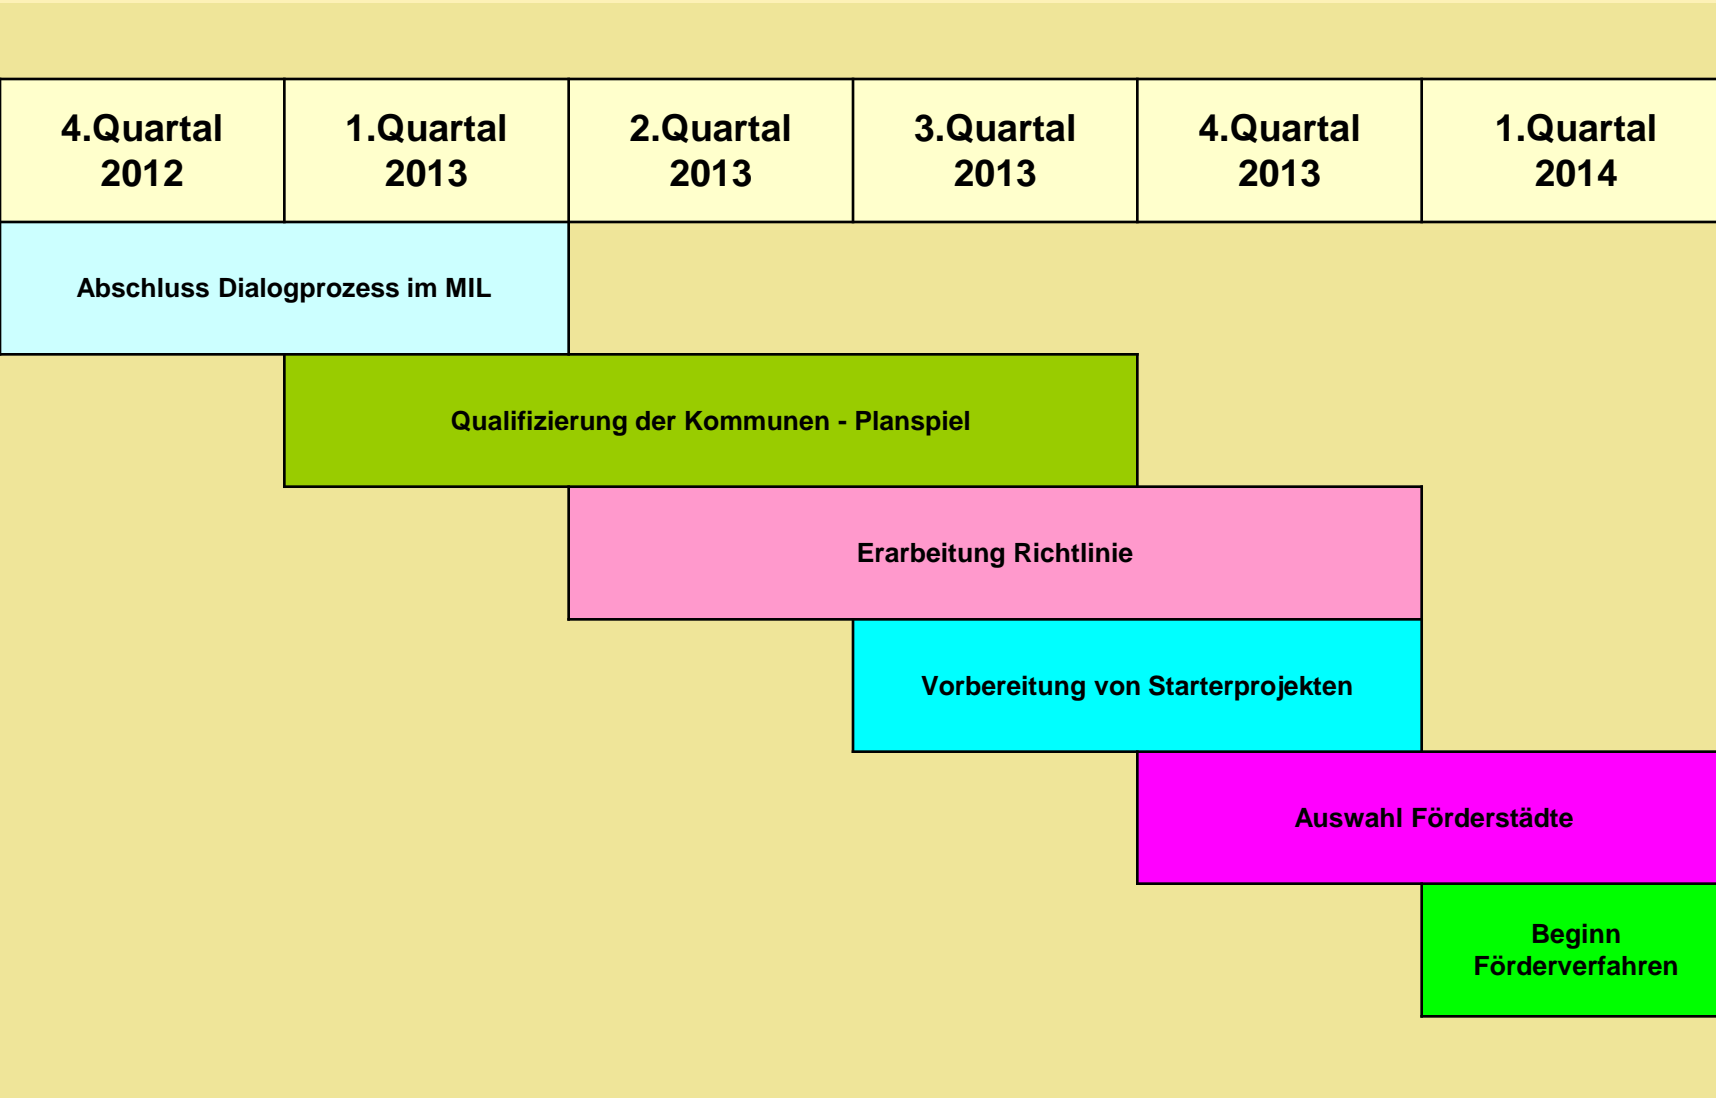 4.Quartal
2012
1.Quartal
2013
2.Quartal
2013
3.Quartal
2013
4.Quartal
2013
1.Quartal
2014
Abschluss Dialogprozess im MIL
Qualifizierung der Kommunen - Planspiel
Erarbeitung Richtlinie
Vorbereitung von Starterprojekten
Auswahl Förderstädte
Beginn
Förderverfahren